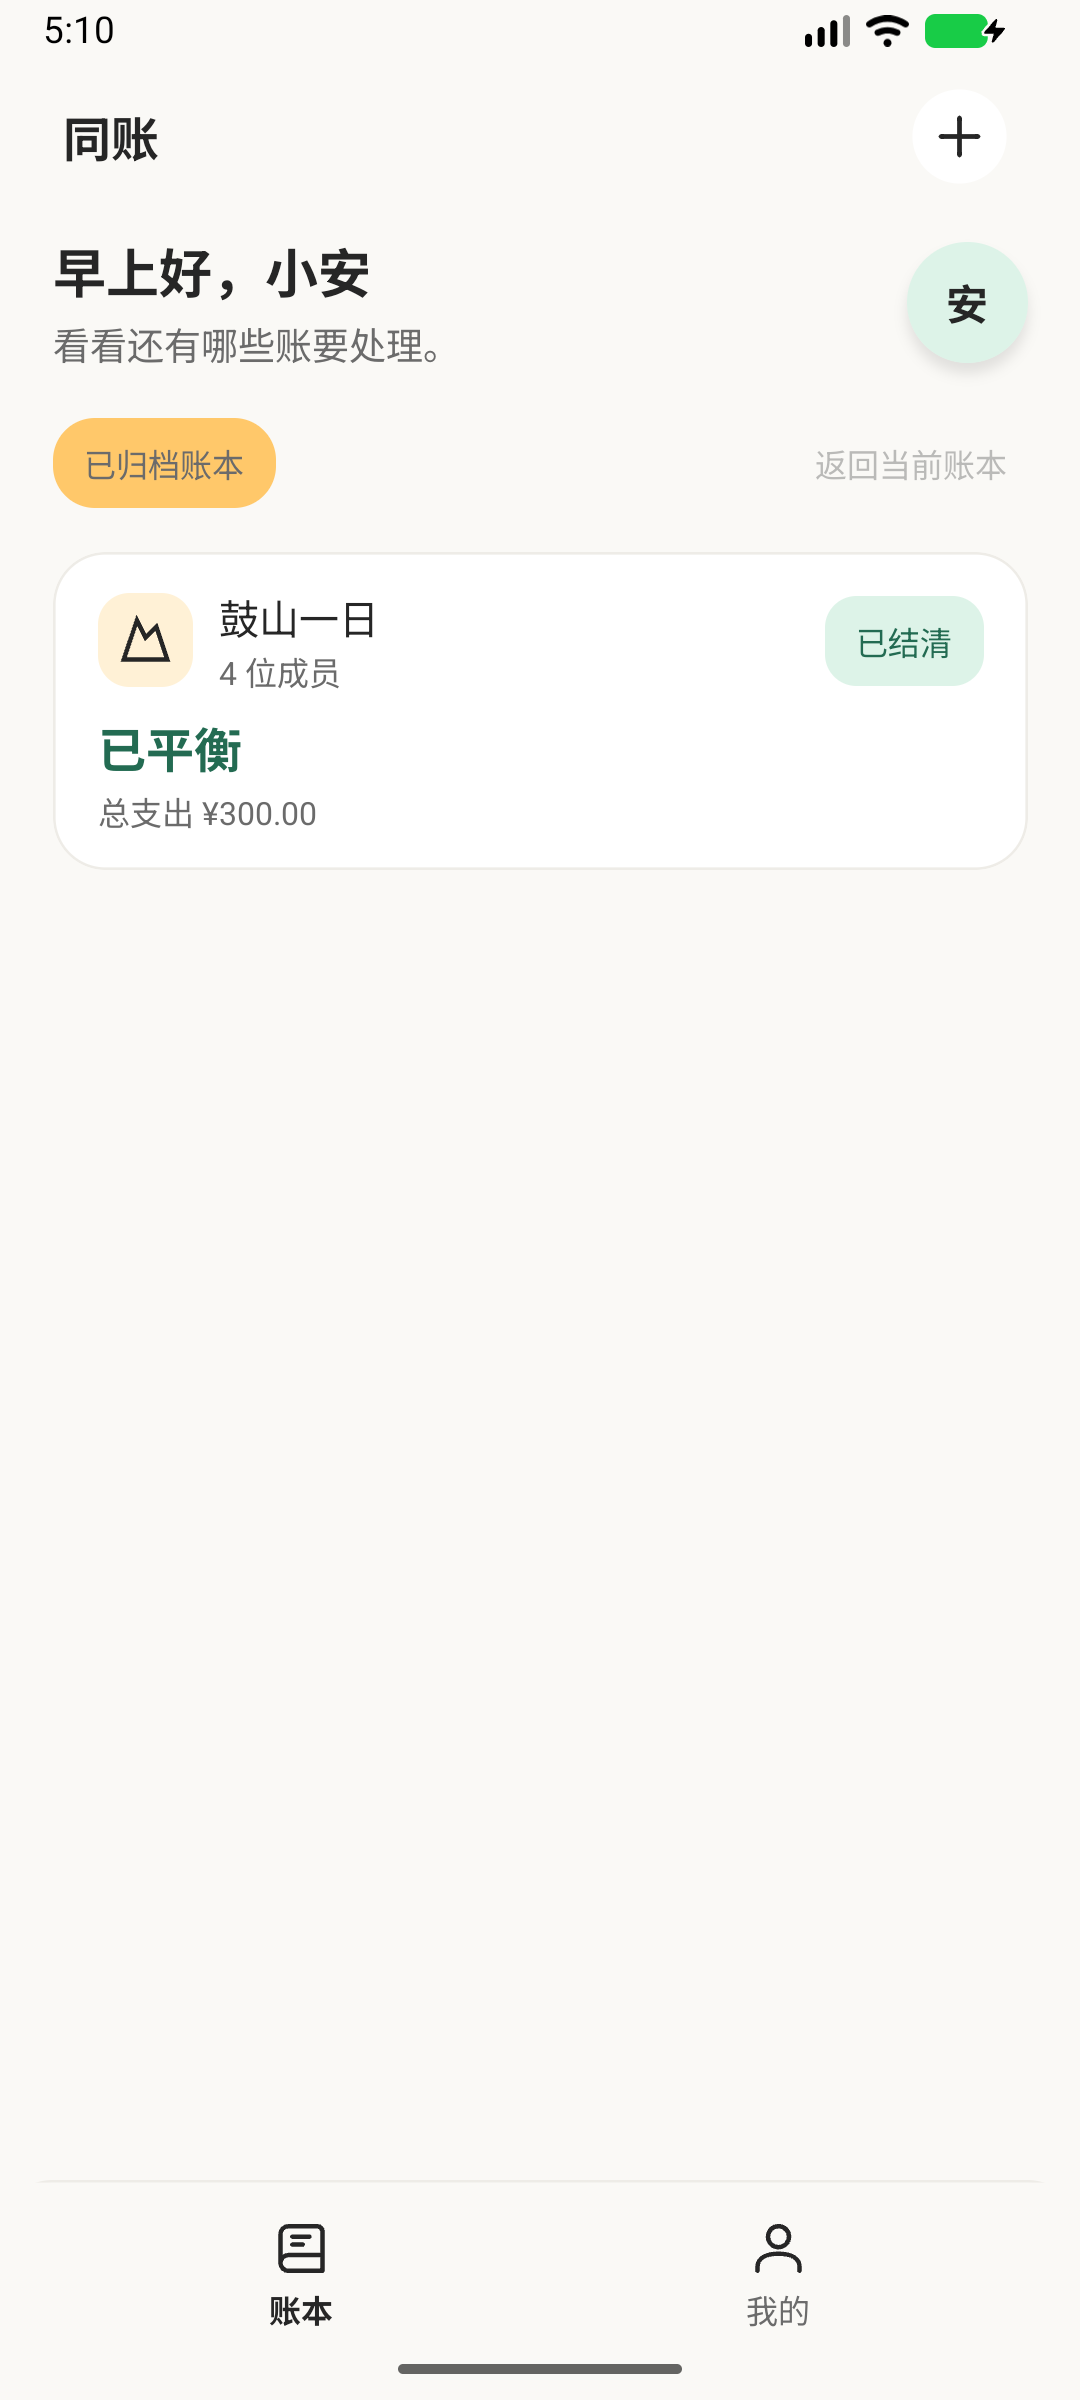 5:10
同账
早上好，小安
看看还有哪些账要处理。
安
已归档账本
返回当前账本
鼓山一日
4 位成员
已结清
已平衡
总支出 ¥300.00
账本
我的